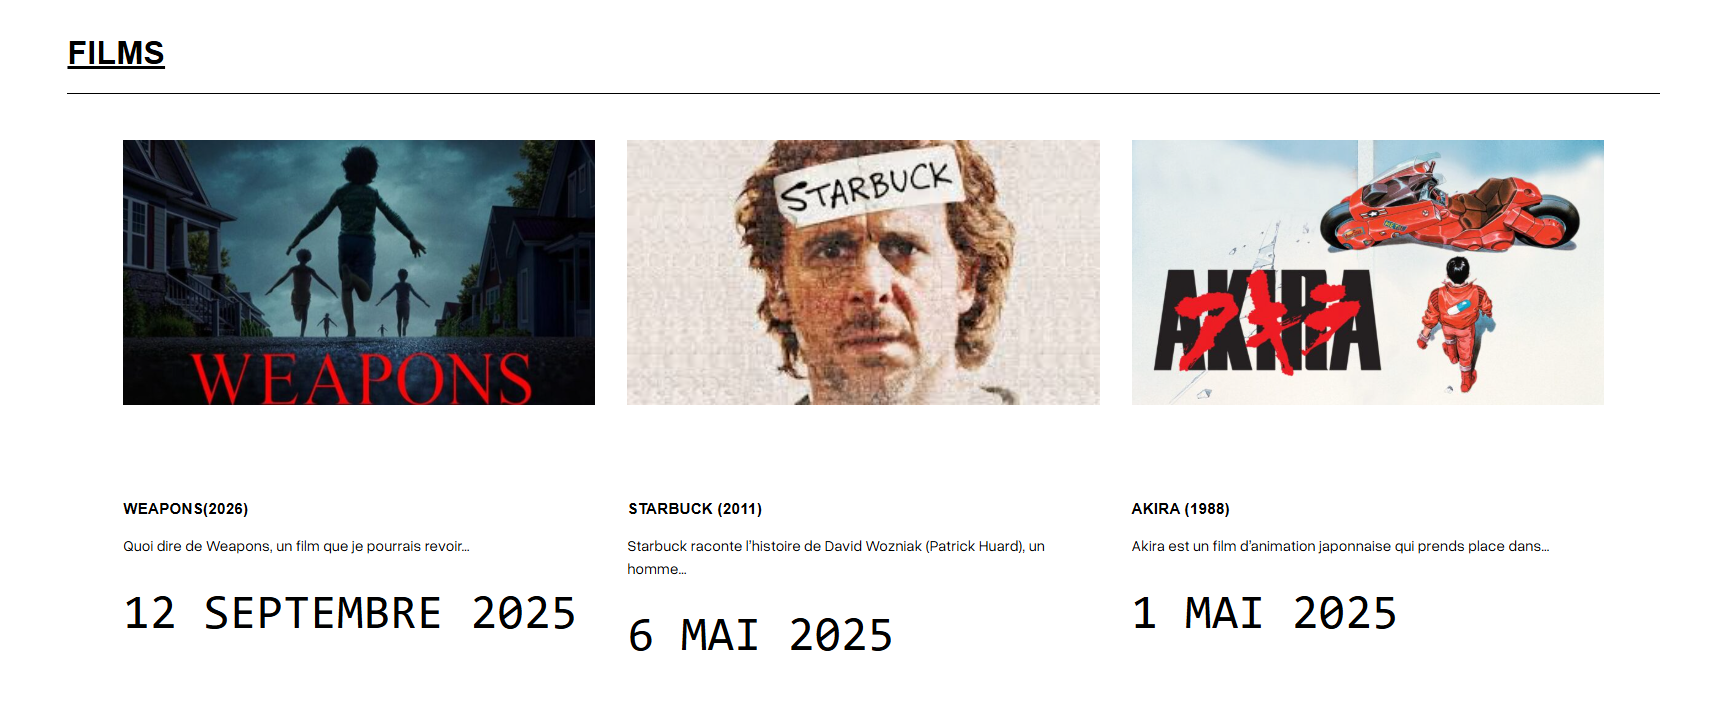 FILMS
WEAPONS
STARBUCK
AKIRA
アキラ
WEAPONS(2026)
Quoi dire de Weapons, un film que je pourrais revoir...
12 SEPTEMBRE 2025
STARBUCK (2011)
Starbuck raconte l'histoire de David Wozniak (Patrick Huard), un
homme...
6 MAI 2025
AKIRA (1988)
Akira est un film d'animation japonnaise qui prends place dans...
1 MAI 2025